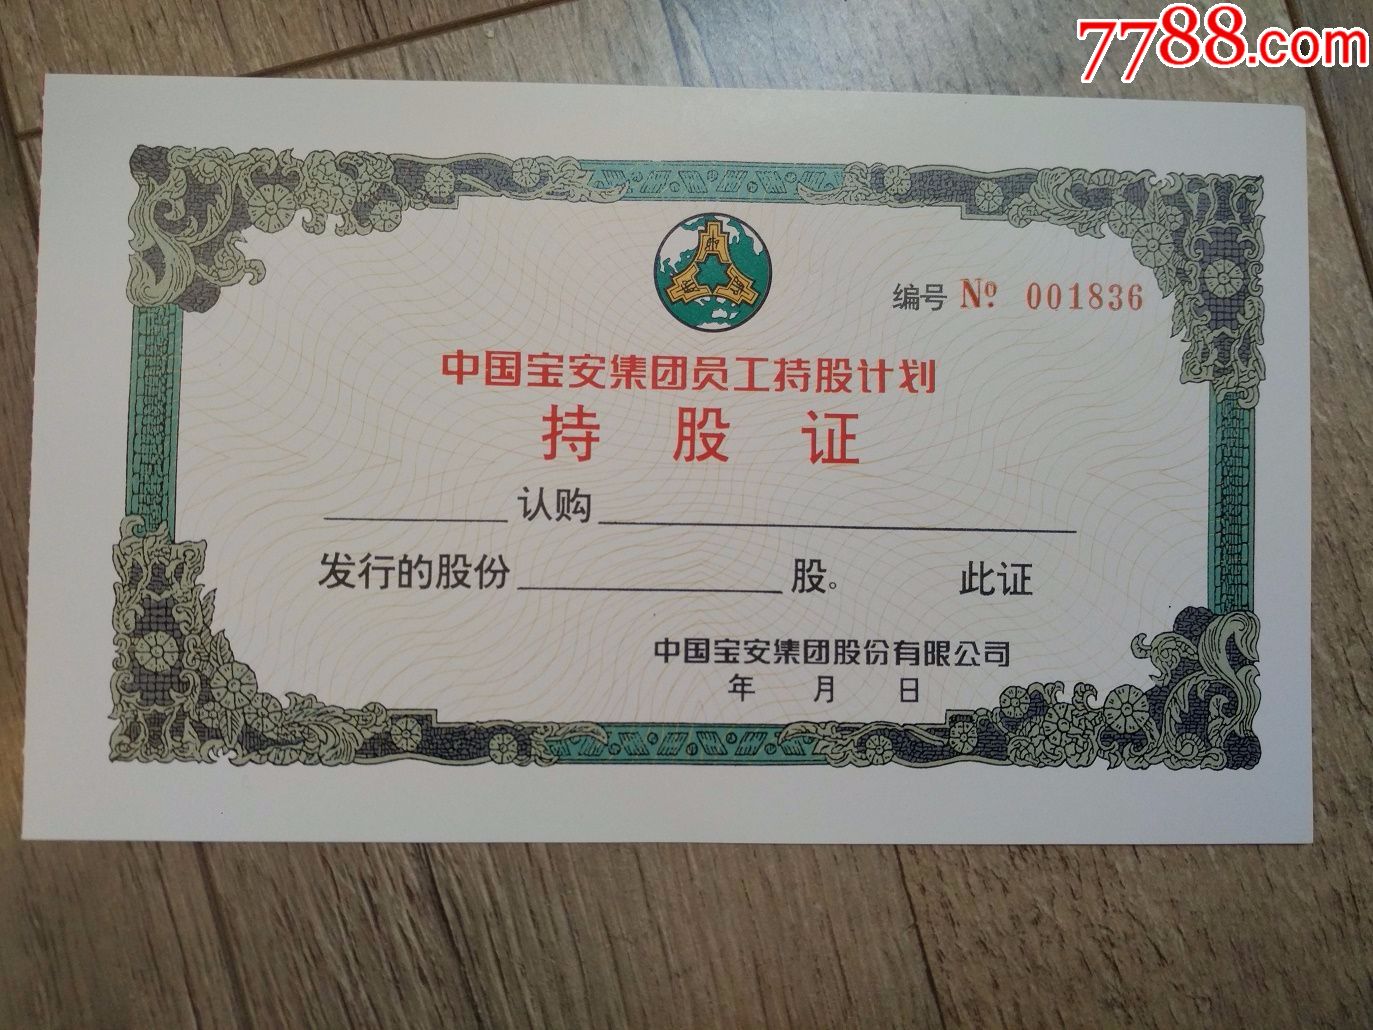 7788.com
编号 Nº 001836
中国宝安集团员工持股计划
持股证
认购
发行的股份 股。 此证
中国宝安集团股份有限公司
年 月 日